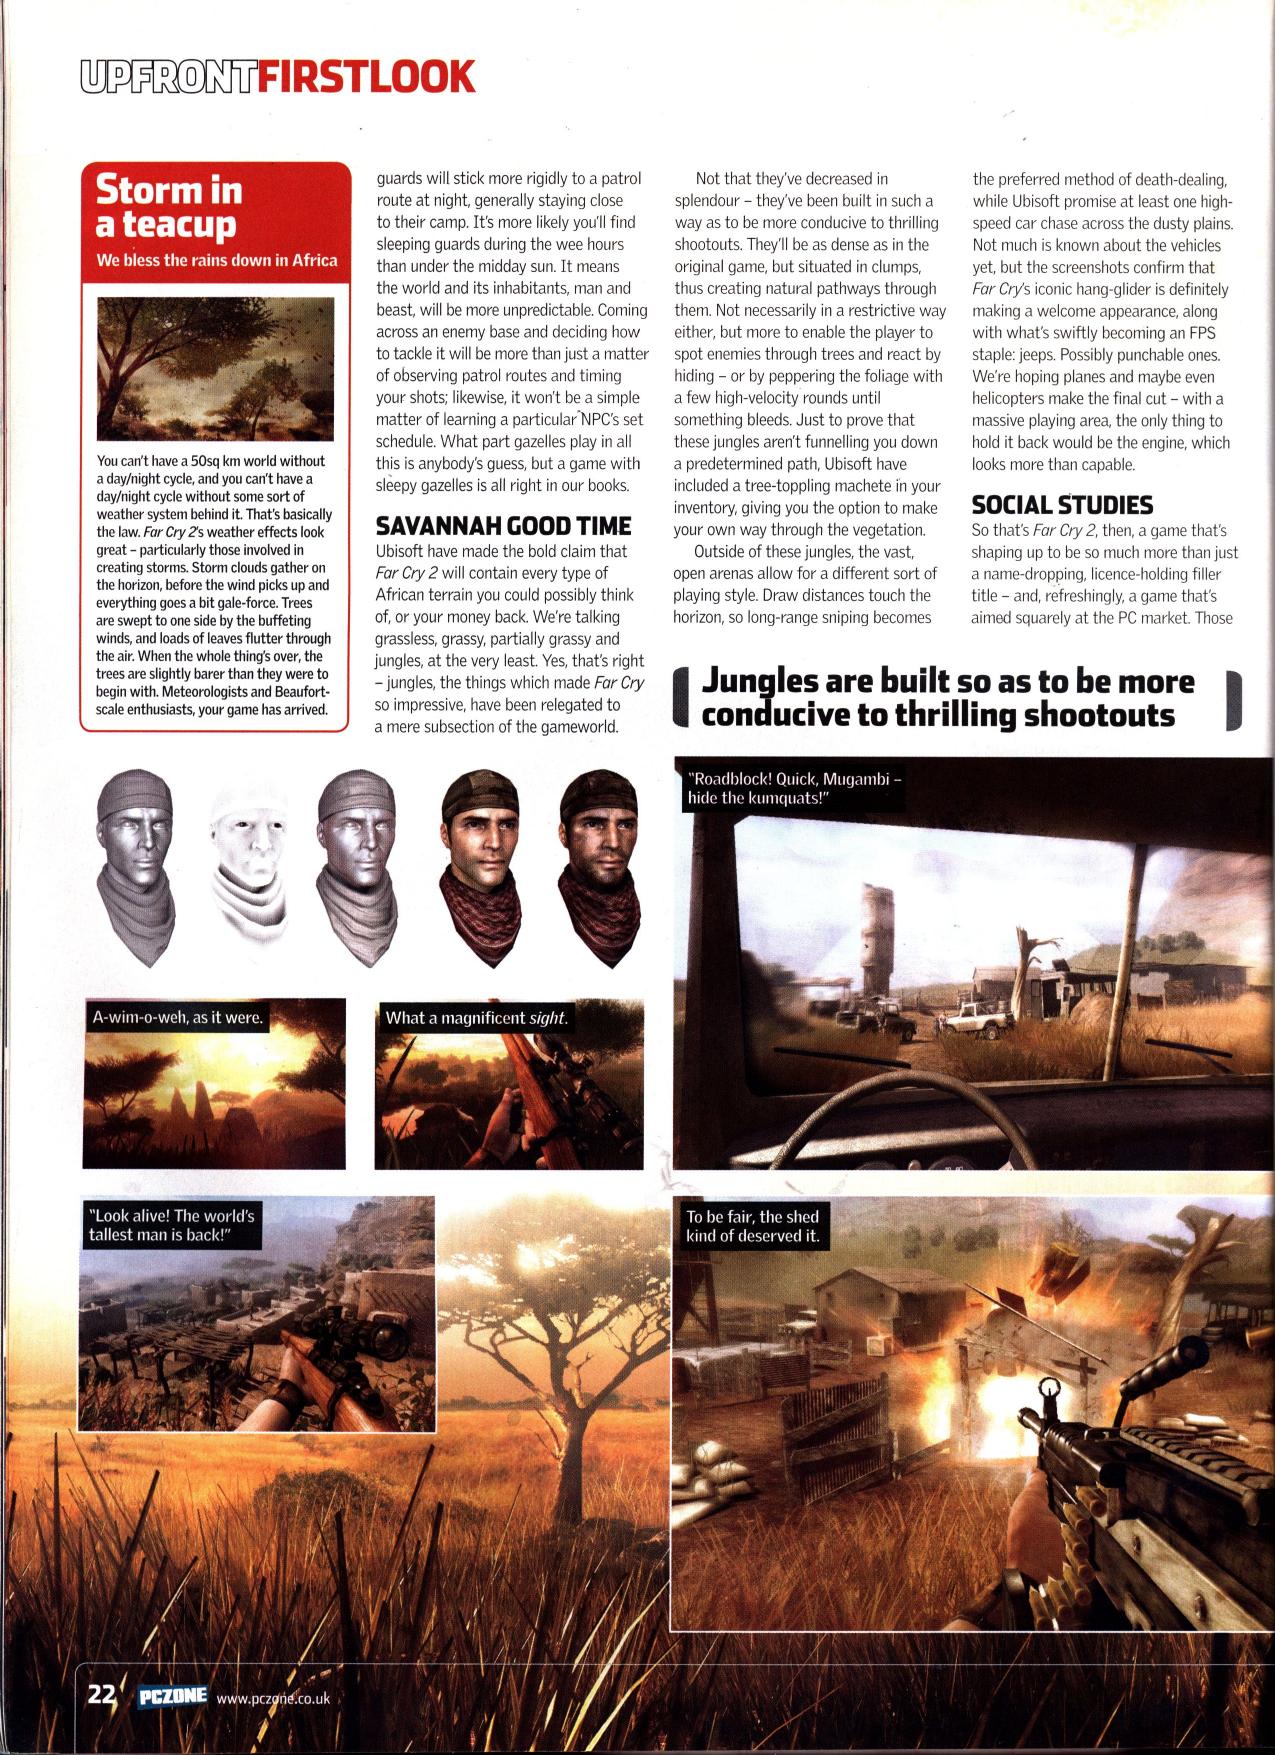 UPFRONTFIRSTLOOK
Storm in
a teacup
We bless the rains down in Africa
You can't have a 50sq km world without
a day/night cycle, and you can't have a
day/night cycle without some sort of
weather system behind it. That's basically
the law. Far Cry 2's weather effects look
great – particularly those involved in
creating storms. Storm clouds gather on
the horizon, before the wind picks up and
everything goes a bit gale-force. Trees
are swept to one side by the buffeting
winds, and loads of leaves flutter through
the air. When the whole thing's over, the
trees are slightly barer than they were to
begin with. Meteorologists and Beaufort-
scale enthusiasts, your game has arrived.
guards will stick more rigidly to a patrol
route at night, generally staying close
to their camp. It's more likely you'll find
sleeping guards during the wee hours
than under the midday sun. It means
the world and its inhabitants, man and
beast, will be more unpredictable. Coming
across an enemy base and deciding how
to tackle it will be more than just a matter
of observing patrol routes and timing
your shots; likewise, it won't be a simple
matter of learning a particular NPC's set
schedule. What part gazelles play in all
this is anybody's guess, but a game with
sleepy gazelles is all right in our books.
SAVANNAH GOOD TIME
Ubisoft have made the bold claim that
Far Cry 2 will contain every type of
African terrain you could possibly think
of, or your money back. We're talking
grassless, grassy, partially grassy and
jungles, at the very least. Yes, that's right
– jungles, the things which made Far Cry
so impressive, have been relegated to
a mere subsection of the gameworld.
Not that they've decreased in
splendour – they've been built in such a
way as to be more conducive to thrilling
shootouts. They'll be as dense as in the
original game, but situated in clumps,
thus creating natural pathways through
them. Not necessarily in a restrictive way
either, but more to enable the player to
spot enemies through trees and react by
hiding – or by peppering the foliage with
a few high-velocity rounds until
something bleeds. Just to prove that
these jungles aren't funnelling you down
a predetermined path, Ubisoft have
included a tree-toppling machete in your
inventory, giving you the option to make
your own way through the vegetation.
Outside of these jungles, the vast,
open arenas allow for a different sort of
playing style. Draw distances touch the
horizon, so long-range sniping becomes
the preferred method of death-dealing,
while Ubisoft promise at least one high-
speed car chase across the dusty plains.
Not much is known about the vehicles
yet, but the screenshots confirm that
Far Cry's iconic hang-glider is definitely
making a welcome appearance, along
with what's swiftly becoming an FPS
staple: jeeps. Possibly punchable ones.
We're hoping planes and maybe even
helicopters make the final cut – with a
massive playing area, the only thing to
hold it back would be the engine, which
looks more than capable.
SOCIAL STUDIES
So that's Far Cry 2, then, a game that's
shaping up to be so much more than just
a name-dropping, licence-holding filler
title – and, refreshingly, a game that's
aimed squarely at the PC market. Those
Jungles are built so as to be more
conducive to thrilling shootouts
"Roadblock! Quick, Mugambi –
hide the kumquats!"
A-wim-o-weh, as it were.
What a magnificent sight.
"Look alive! The world's
tallest man is back!"
To be fair, the shed
kind of deserved it.
22 PCZONE www.pczone.co.uk